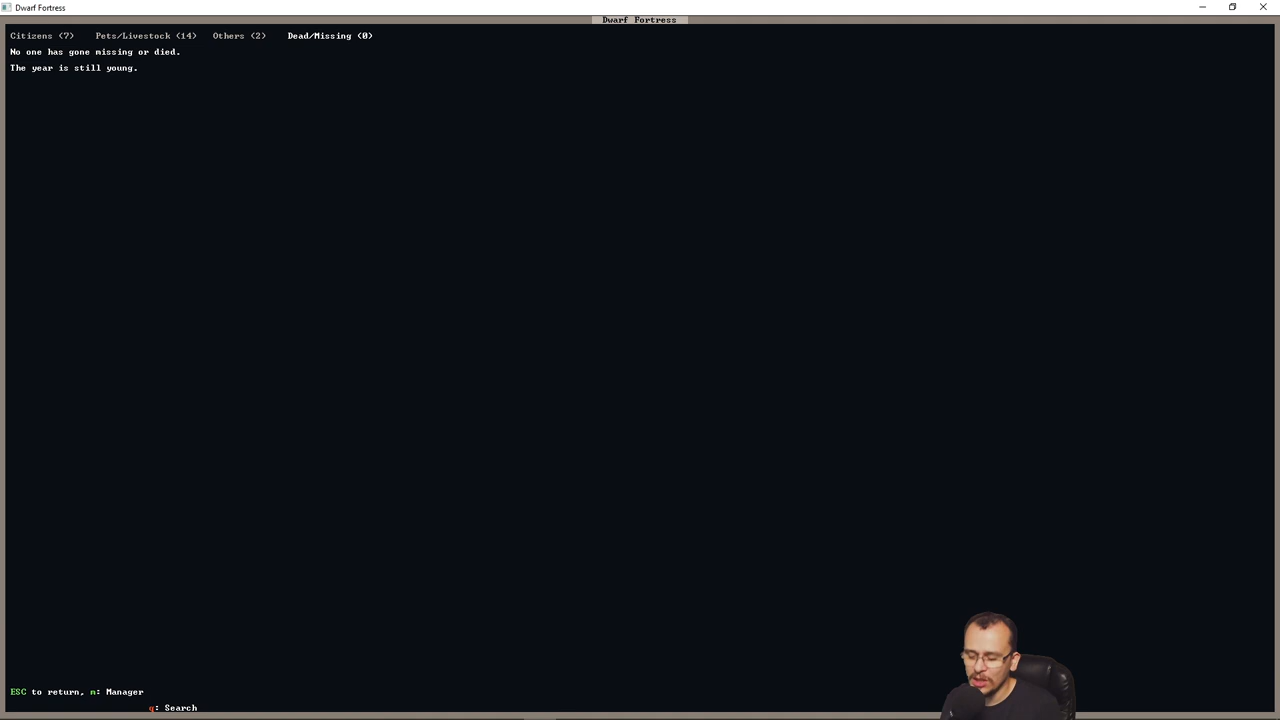 Dwarf Fortress
Dwarf Fortress
Citizens (7) Pets/Livestock (14) Others (2) Dead/Missing (0)
No one has gone missing or died.
The year is still young.
ESC to return, m: Manager
q: Search